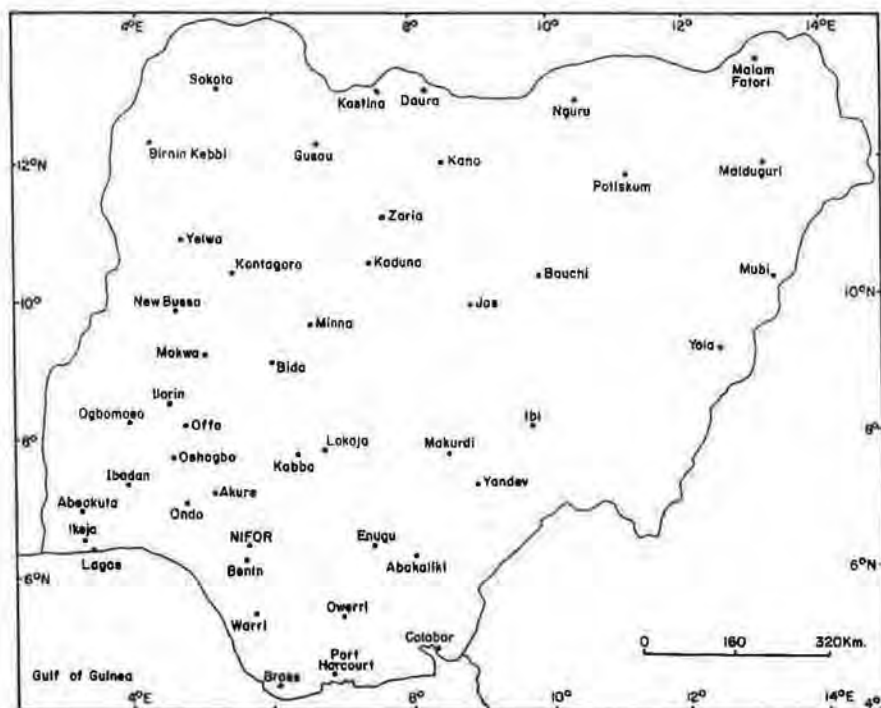 4°E
8°
10°
12°
14°E
Malam
Fatori
Sokoto
Kastina
Daura
Nguru
Birnin Kebbi
Gusau
Kano
Potiskum
Maiduguri
12°N
Zaria
Yelwa
Kontagora
Kaduna
Bauchi
Mubi
10°
10°N
New Bussa
Minna
Jos
Mokwa
Bida
Yola
Ilorin
Ogbomoso
Offa
Ibi
8°
8°
Oshogbo
Kabba
Lokoja
Makurdi
Ibadan
Akure
Yandev
Abeokuta
Ondo
Ikeja
NIFOR
Enugu
Lagos
Benin
Abakaliki
6°N
6°N
Warri
Owerri
Calabar
0 160 320Km.
Port
Harcourt
Gulf of Guinea
Brass
4°E
8°
10°
12°
14°E
4°